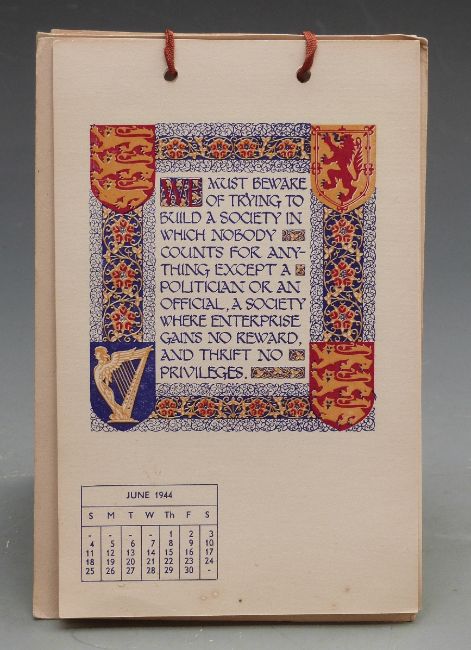 WE MUST BEWARE
OF TRYING TO
BUILD A SOCIETY IN
WHICH NOBODY
COUNTS FOR ANY-
THING EXCEPT A
POLITICIAN OR AN
OFFICIAL, A SOCIETY
WHERE ENTERPRISE
GAINS NO REWARD,
AND THRIFT NO
PRIVILEGES.
JUNE 1944
S M T W Th F S
- - - - 1 2 3
4 5 6 7 8 9 10
11 12 13 14 15 16 17
18 19 20 21 22 23 24
25 26 27 28 29 30 -